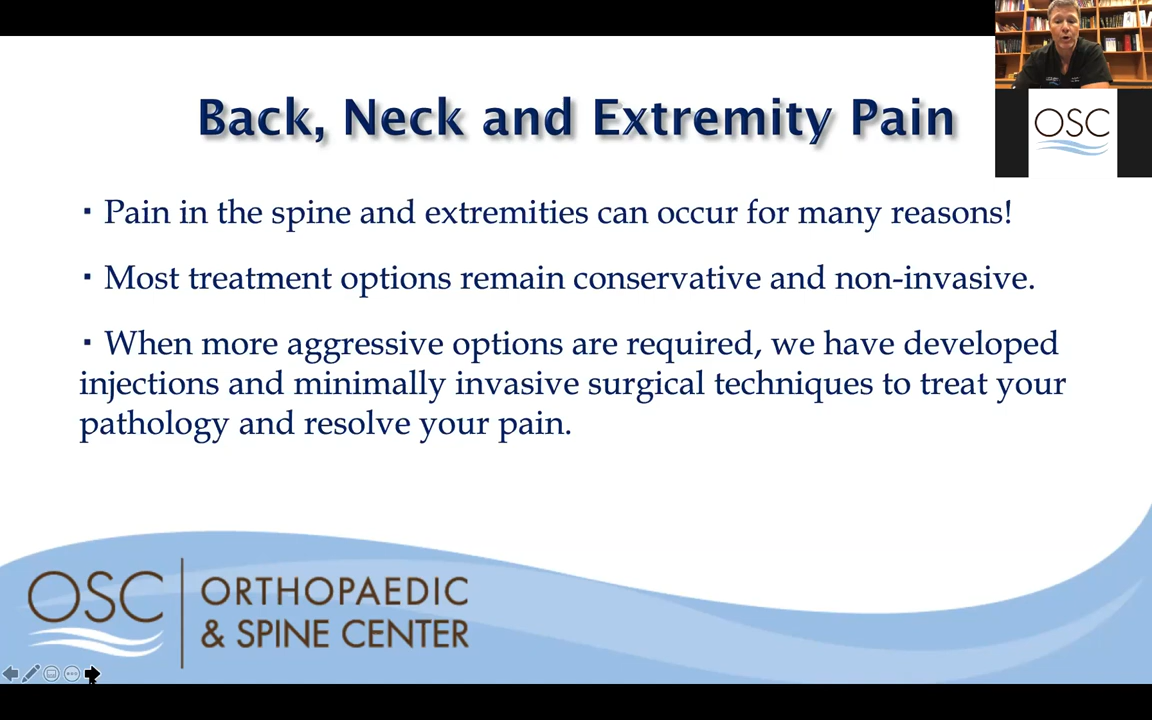 Back, Neck and Extremity Pain
OSC
▪ Pain in the spine and extremities can occur for many reasons!
▪ Most treatment options remain conservative and non-invasive.
▪ When more aggressive options are required, we have developed
injections and minimally invasive surgical techniques to treat your
pathology and resolve your pain.
OSC
ORTHOPAEDIC
& SPINE CENTER